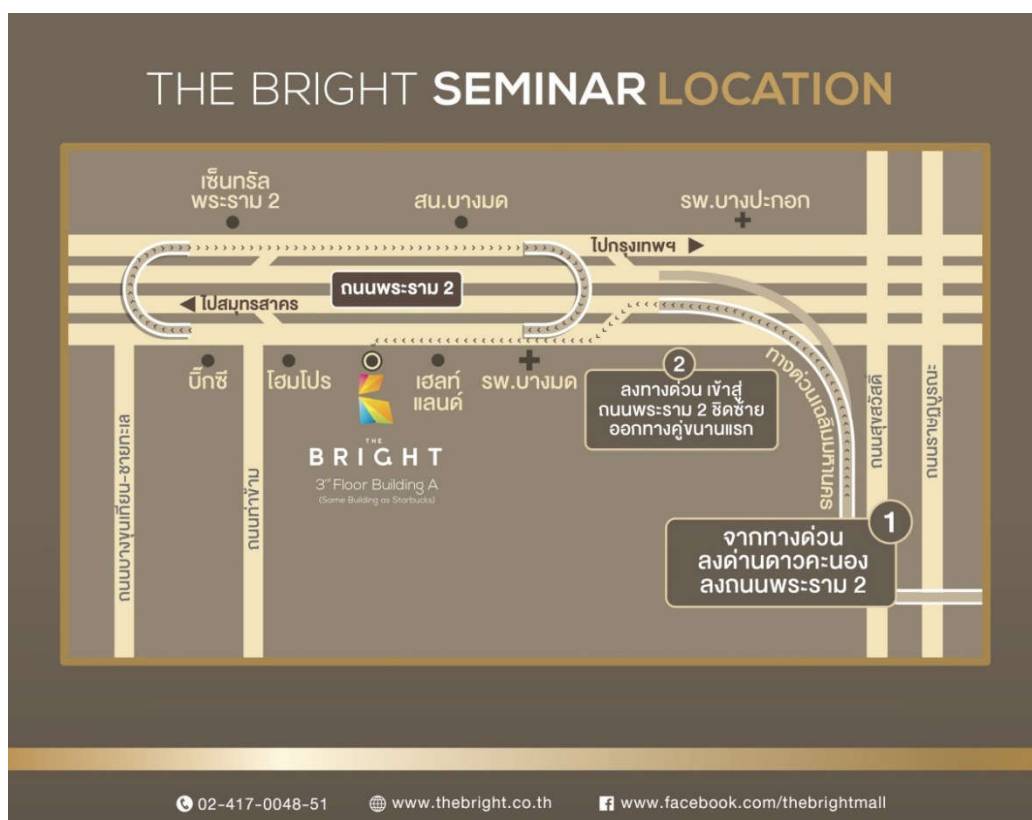 THE BRIGHT SEMINAR LOCATION
เซ็นทรัล
พระราม 2
สน.บางมด
รพ.บางปะกอก
ไปกรุงเทพฯ
ถนนพระราม 2
ไปสมุทรสาคร
บิ๊กซี
โฮมโปร
เฮลท์
แลนด์
รพ.บางมด
2
ลงทางด่วน เข้าสู่
ถนนพระราม 2 ชิดซ้าย
ออกทางคู่ขนานแรก
ทางด่วนเฉลิมมหานคร
ถนนสุขสวัสดิ์
ถนนราษฎร์บูรณะ
ถนนบางขุนเทียน-ชายทะเล
ถนนท่าข้าม
THE
BRIGHT
3rd Floor Building A
(Same Building as Starbucks)
1
จากทางด่วน
ลงด่านดาวคะนอง
ลงถนนพระราม 2
02-417-0048-51
www.thebright.co.th
www.facebook.com/thebrightmall